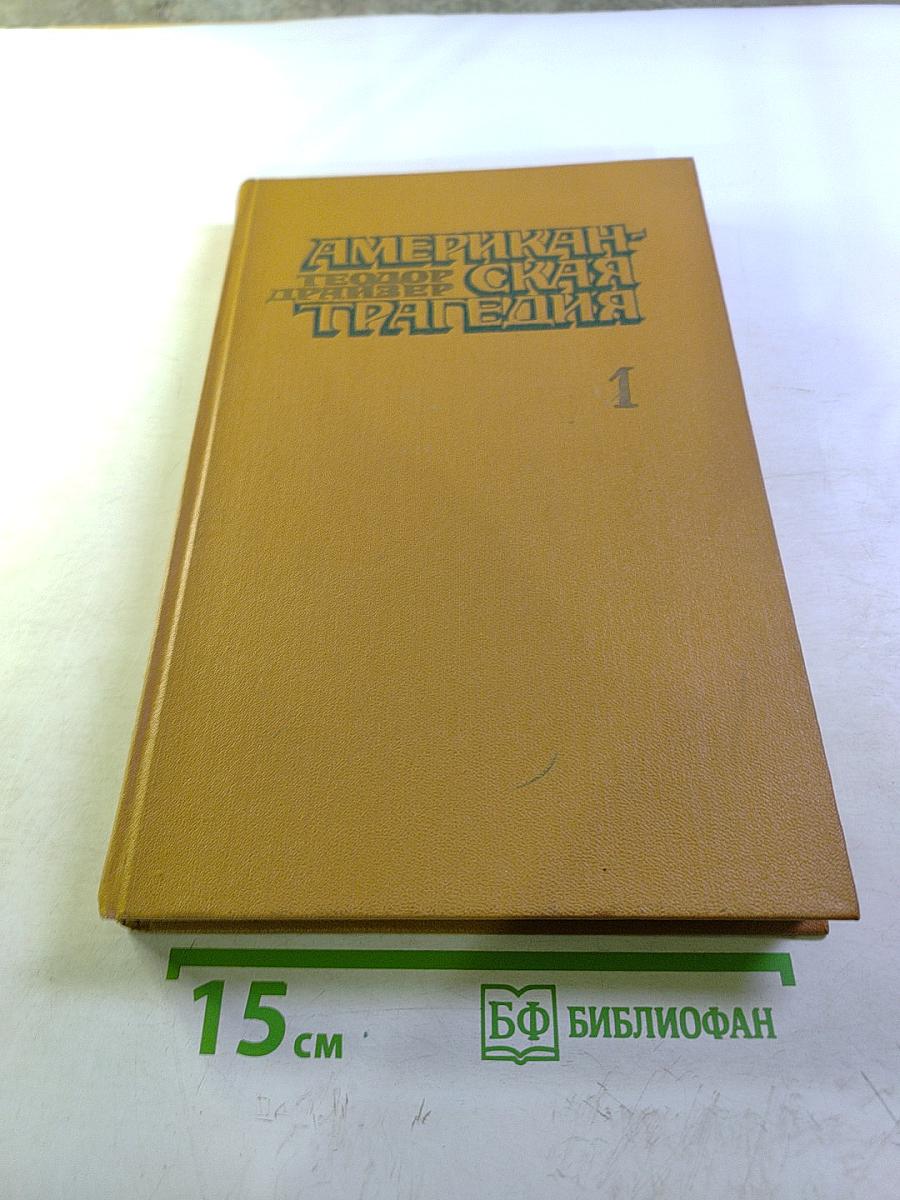 АМЕРИКАН-
ТЕОДОР
ДРАЙЗЕР
СКАЯ
ТРАГЕДИЯ
1
15 см
БФ БИБЛИОФАН